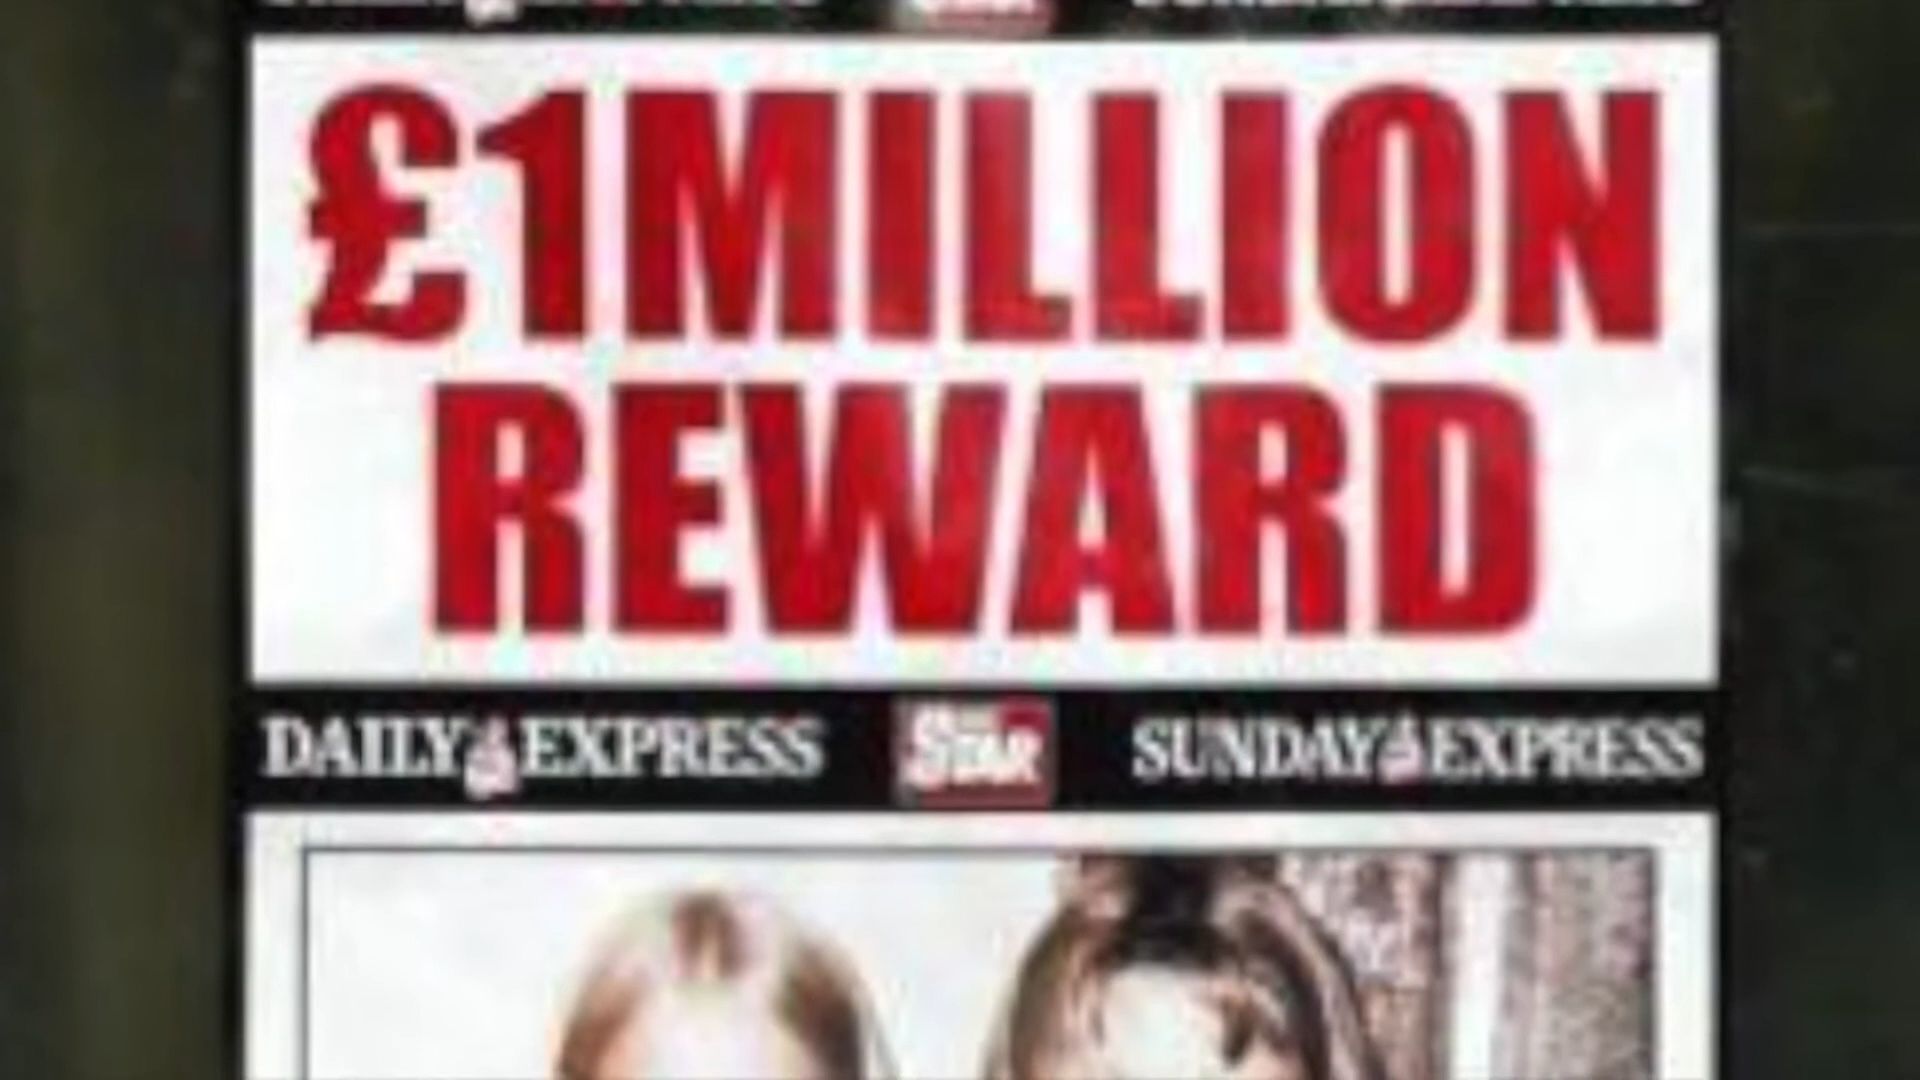 £1MILLION
REWARD
DAILY EXPRESS STAR SUNDAY EXPRESS